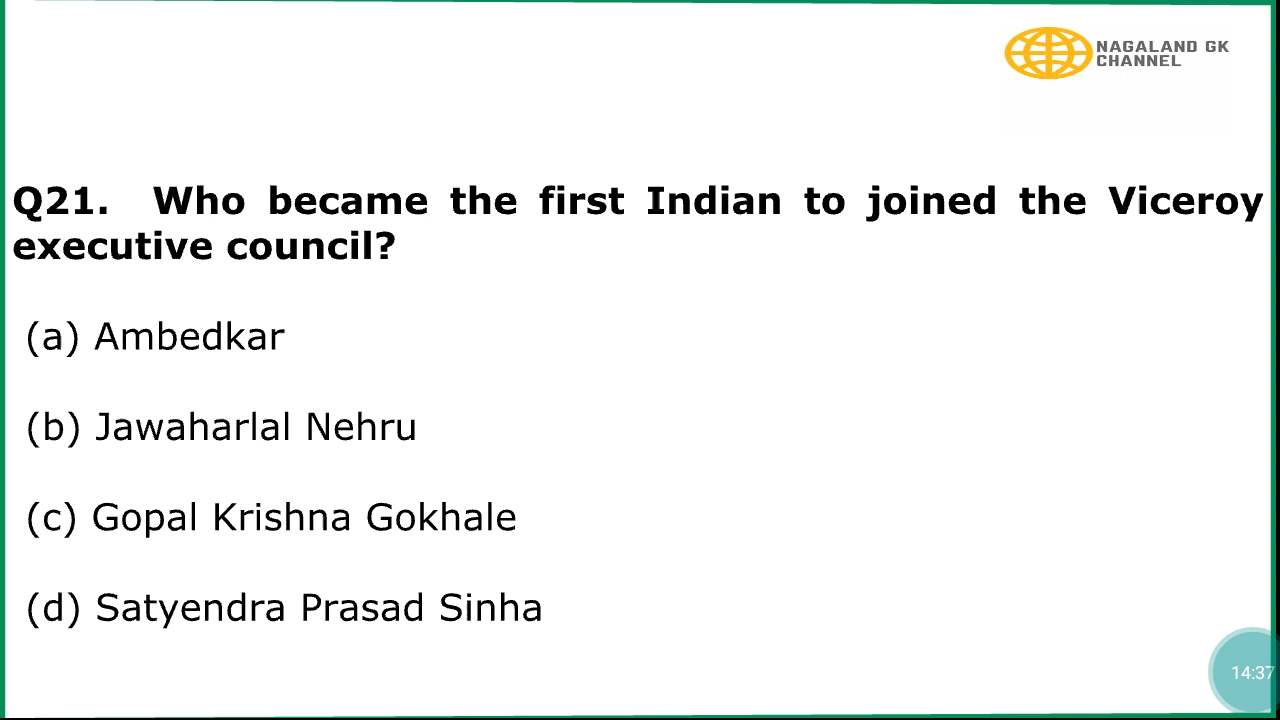 NAGALAND GK
CHANNEL
Q21. Who became the first Indian to joined the Viceroy
executive council?
(a) Ambedkar
(b) Jawaharlal Nehru
(c) Gopal Krishna Gokhale
(d) Satyendra Prasad Sinha
14:37